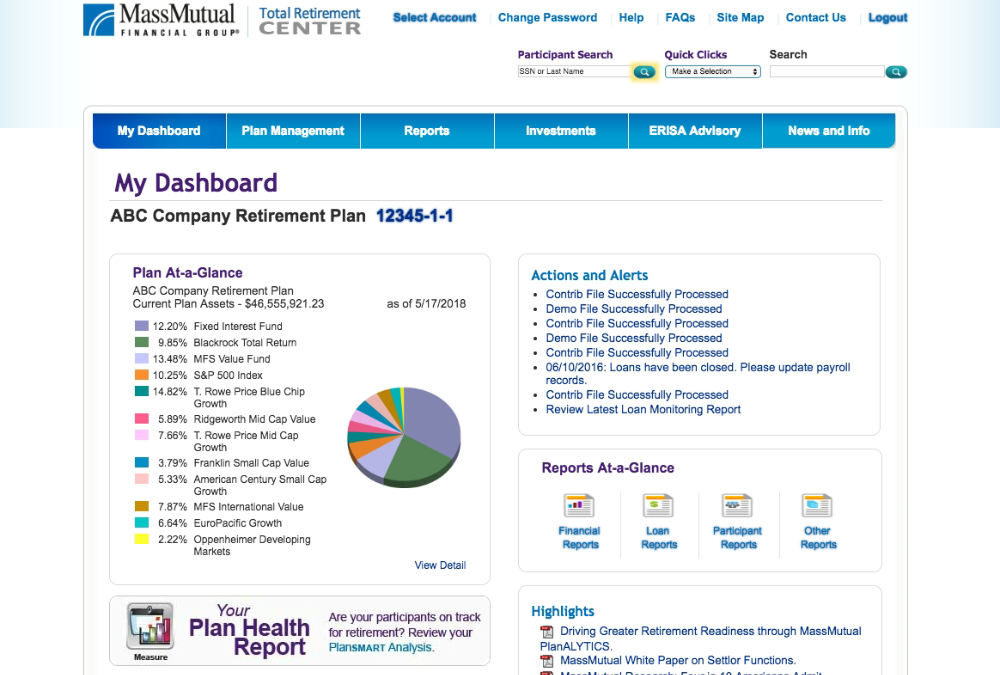 MassMutual
FINANCIAL GROUP®
Total Retirement
CENTER
Select Account
Change Password
Help
FAQs
Site Map
Contact Us
Logout
Participant Search
SSN or Last Name
Quick Clicks
Make a Selection
Search
My Dashboard
Plan Management
Reports
Investments
ERISA Advisory
News and Info
My Dashboard
ABC Company Retirement Plan 12345-1-1
Plan At-a-Glance
ABC Company Retirement Plan
Current Plan Assets - $46,555,921.23 as of 5/17/2018
12.20% Fixed Interest Fund
9.85% Blackrock Total Return
13.48% MFS Value Fund
10.25% S&P 500 Index
14.82% T. Rowe Price Blue Chip
Growth
5.89% Ridgeworth Mid Cap Value
7.66% T. Rowe Price Mid Cap
Growth
3.79% Franklin Small Cap Value
5.33% American Century Small Cap
Growth
7.87% MFS International Value
6.64% EuroPacific Growth
2.22% Oppenheimer Developing
Markets
View Detail
Your
Plan Health
Report
Measure
Are your participants on track
for retirement? Review your
PlanSMART Analysis.
Actions and Alerts
• Contrib File Successfully Processed
• Demo File Successfully Processed
• Contrib File Successfully Processed
• Demo File Successfully Processed
• Contrib File Successfully Processed
• 06/10/2016: Loans have been closed. Please update payroll
records.
• Contrib File Successfully Processed
• Review Latest Loan Monitoring Report
Reports At-a-Glance
Financial
Reports
Loan
Reports
Participant
Reports
Other
Reports
Highlights
Driving Greater Retirement Readiness through MassMutual
PlanALYTICS.
MassMutual White Paper on Settlor Functions.
MassMutual Research: Four in 10 Americans Admit